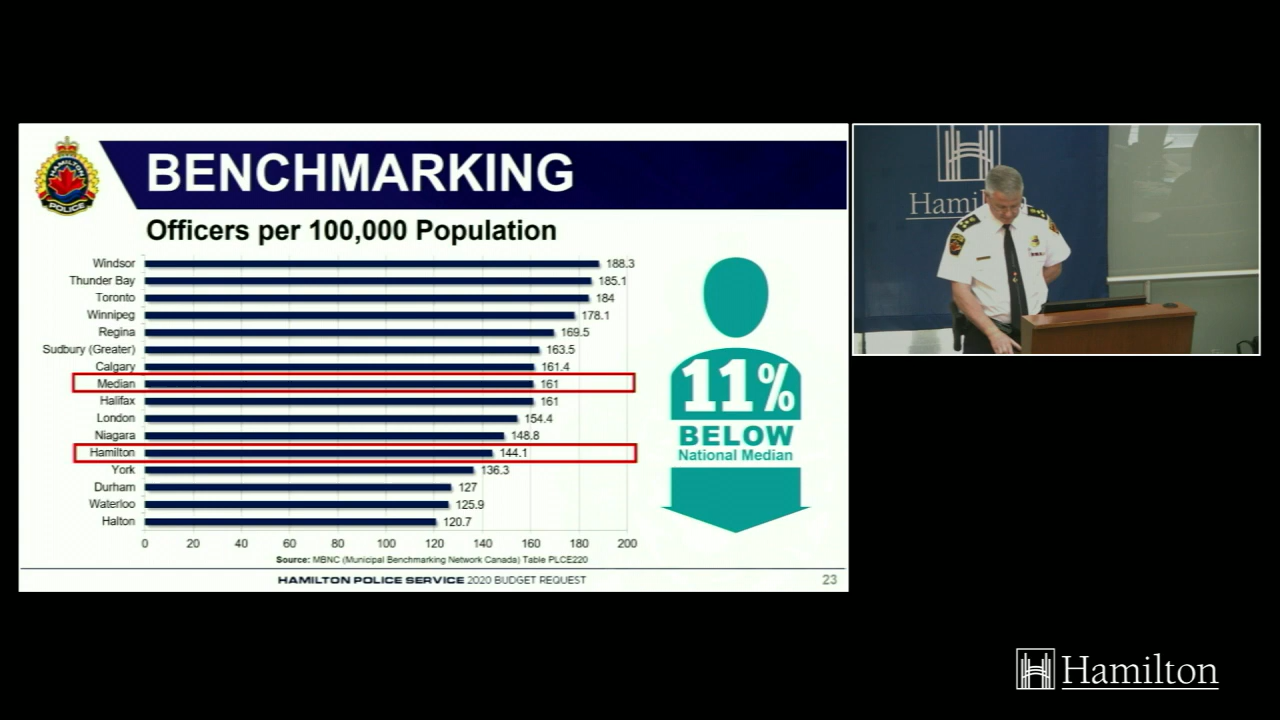 BENCHMARKING
HAMILTON
POLICE
Officers per 100,000 Population
Windsor 188.3
Thunder Bay 185.1
Toronto 184
Winnipeg 178.1
Regina 169.5
Sudbury (Greater) 163.5
Calgary 161.4
Median 161
Halifax 161
London 154.4
Niagara 148.8
Hamilton 144.1
York 136.3
Durham 127
Waterloo 125.9
Halton 120.7
0 20 40 60 80 100 120 140 160 180 200
11%
BELOW
National Median
Source: MBNC (Municipal Benchmarking Network Canada) Table PLCE220
HAMILTON POLICE SERVICE 2020 BUDGET REQUEST
23
Hamilton